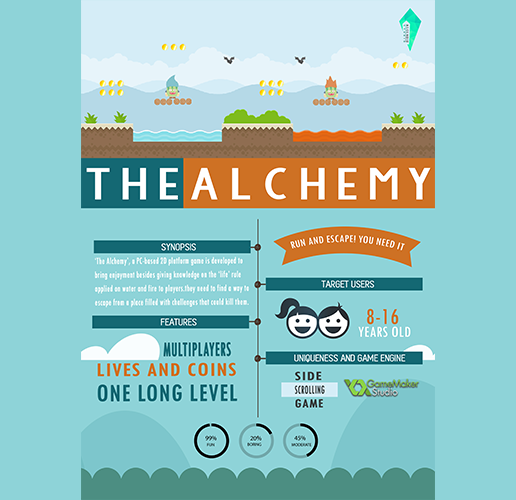 THE ALCHEMY
SYNOPSIS
'The Alchemy', a PC-based 2D platform game is developed to
bring enjoyment besides giving knowledge on the 'life' role
applied on water and fire to players.they need to find a way to
escape from a place filled with challenges that could kill them.
FEATURES
MULTIPLAYERS
LIVES AND COINS
ONE LONG LEVEL
RUN AND ESCAPE! YOU NEED IT
TARGET USERS
8-16
YEARS OLD
UNIQUENESS AND GAME ENGINE
SIDE
SCROLLING
GAME
GameMaker
Studio
99%
FUN
20%
BORING
45%
MODERATE